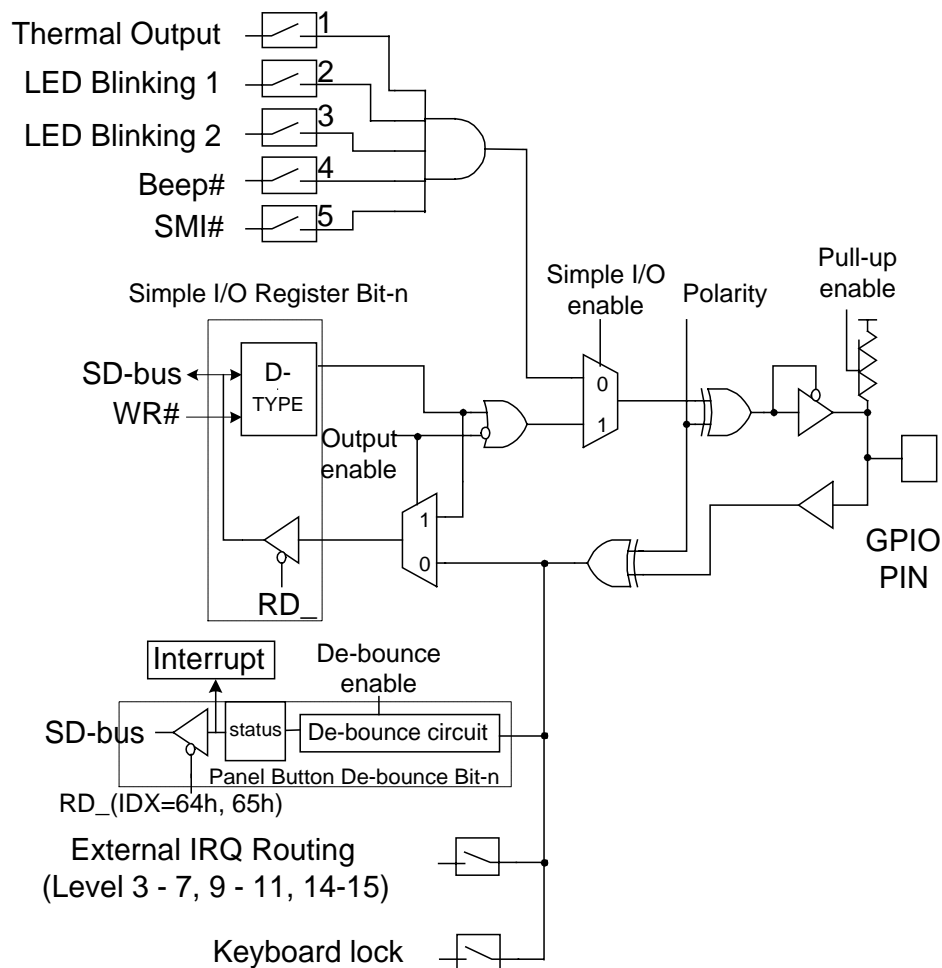 Thermal Output
1
LED Blinking 1
2
LED Blinking 2
3
Beep#
4
SMI#
5
Simple I/O Register Bit-n
Simple I/O
enable
Polarity
Pull-up
enable
SD-bus
WR#
D-
TYPE
0
1
Output
enable
1
0
RD_
GPIO
PIN
Interrupt
De-bounce
enable
SD-bus
status
De-bounce circuit
Panel Button De-bounce Bit-n
RD_(IDX=64h, 65h)
External IRQ Routing
(Level 3 - 7, 9 - 11, 14-15)
Keyboard lock